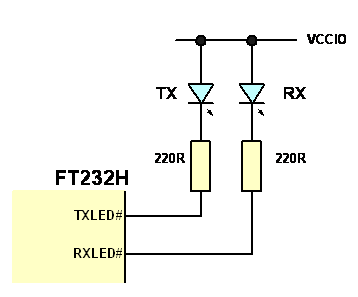 VCCIO
TX RX
220R 220R
FT232H
TXLED#
RXLED#